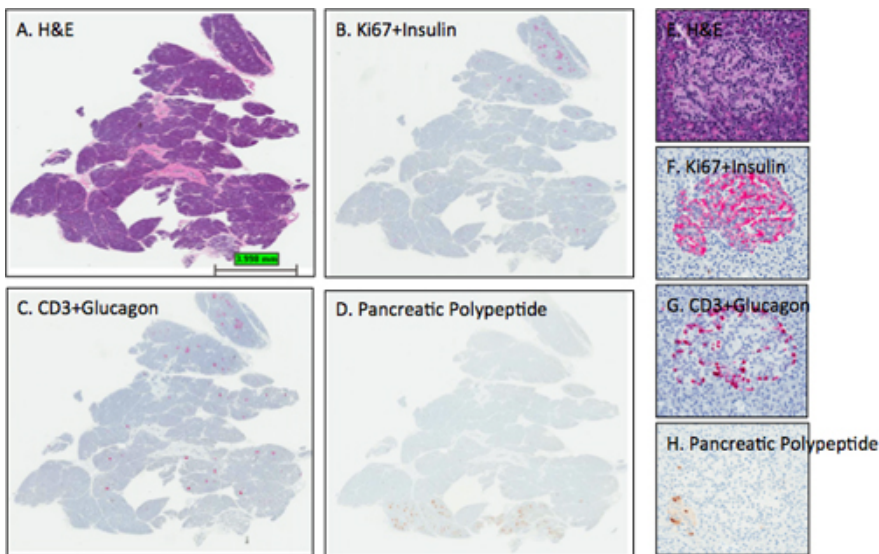 A. H&E
B. Ki67+Insulin
E. H&E
F. Ki67+Insulin
C. CD3+Glucagon
D. Pancreatic Polypeptide
G. CD3+Glucagon
H. Pancreatic Polypeptide